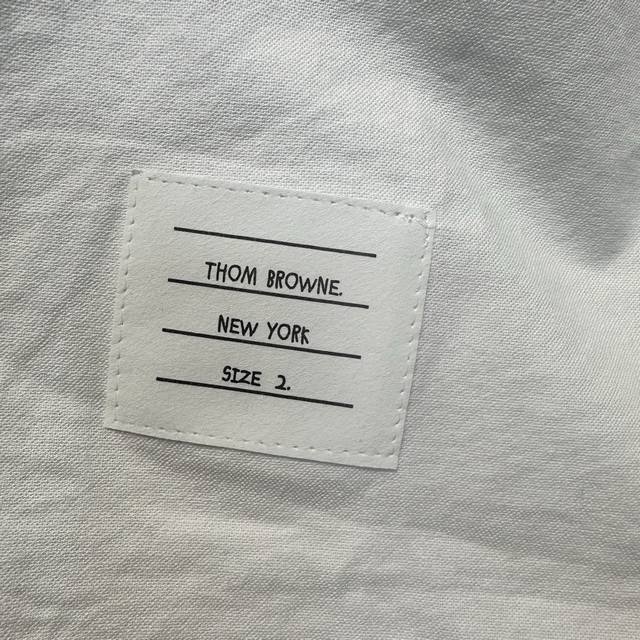 THOM BROWNE.
NEW YORK
SIZE 2.